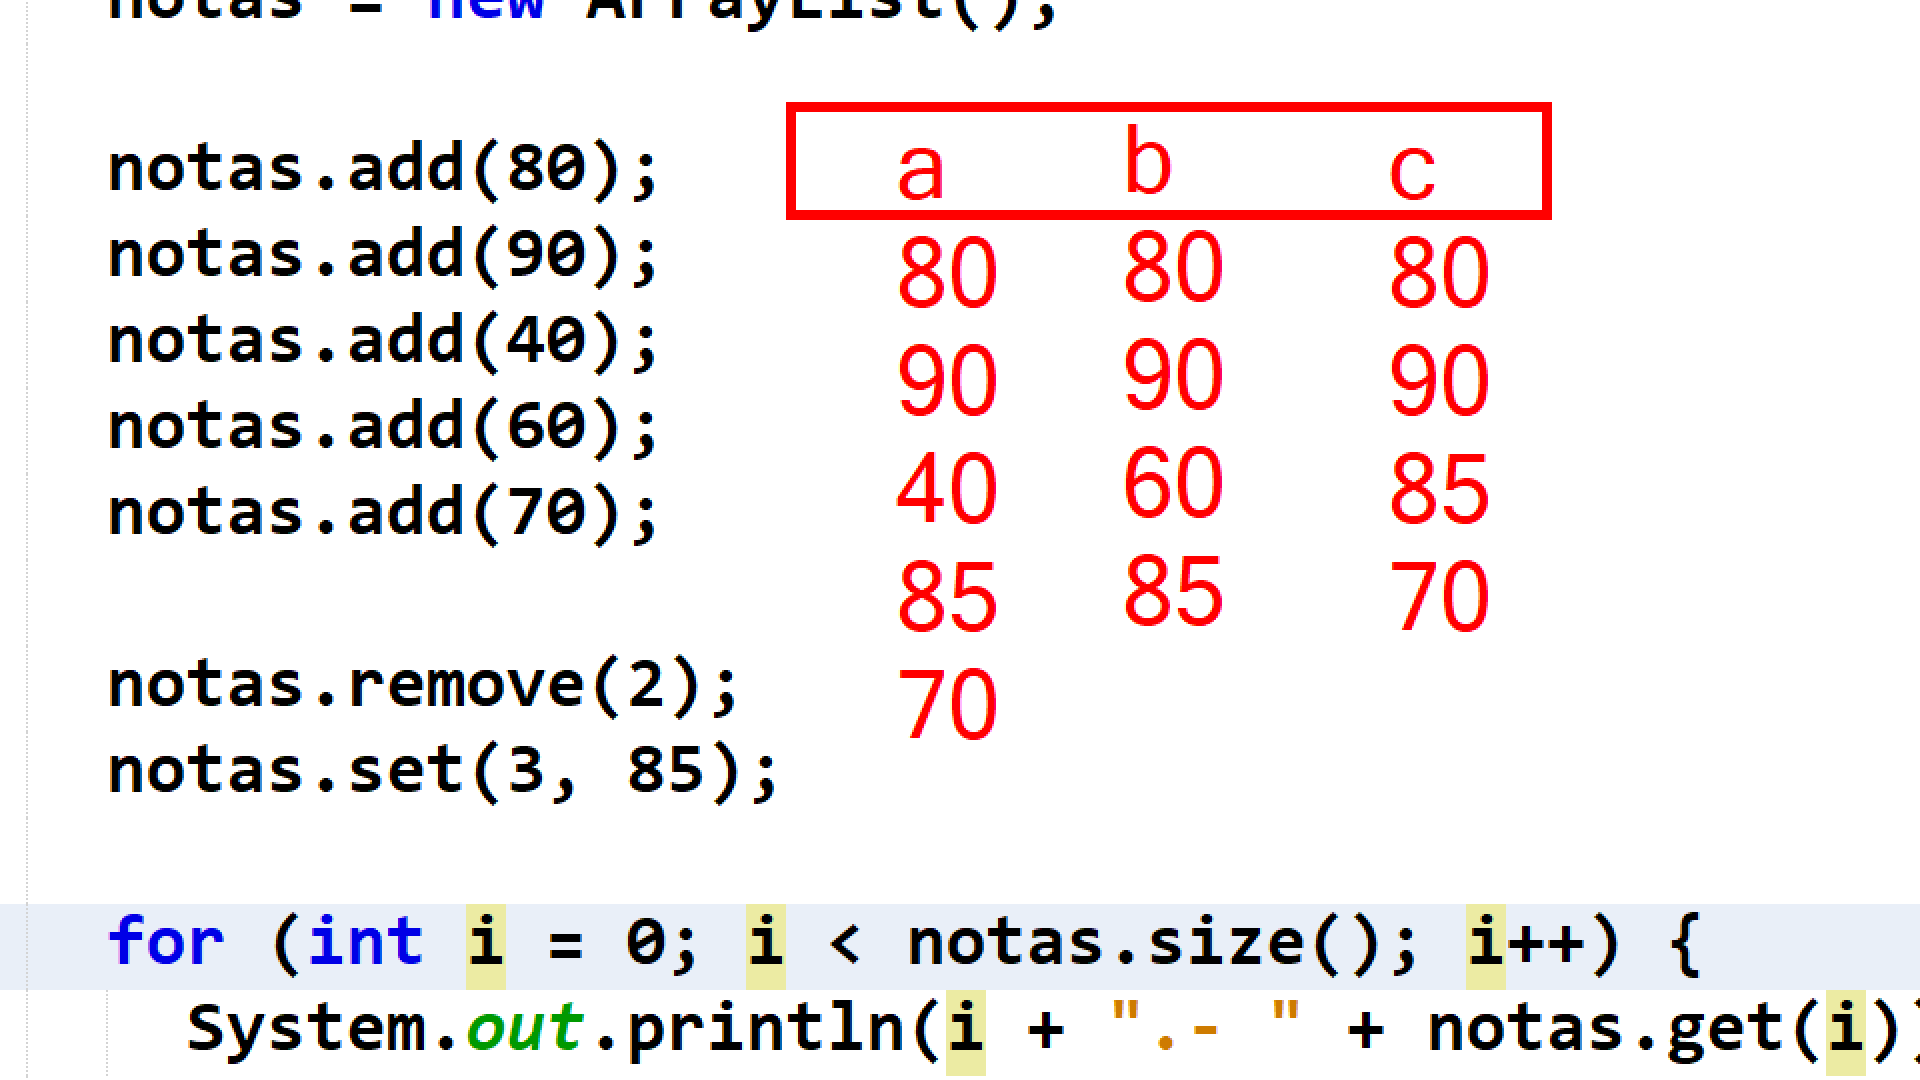 notas = new ArrayList();
notas.add(80); a b c
notas.add(90); 80 80 80
notas.add(40); 90 90 90
notas.add(60); 40 60 85
notas.add(70); 85 85 70
notas.remove(2); 70
notas.set(3, 85);
for (int i = 0; i < notas.size(); i++) {
System.out.println(i + ".- " + notas.get(i))